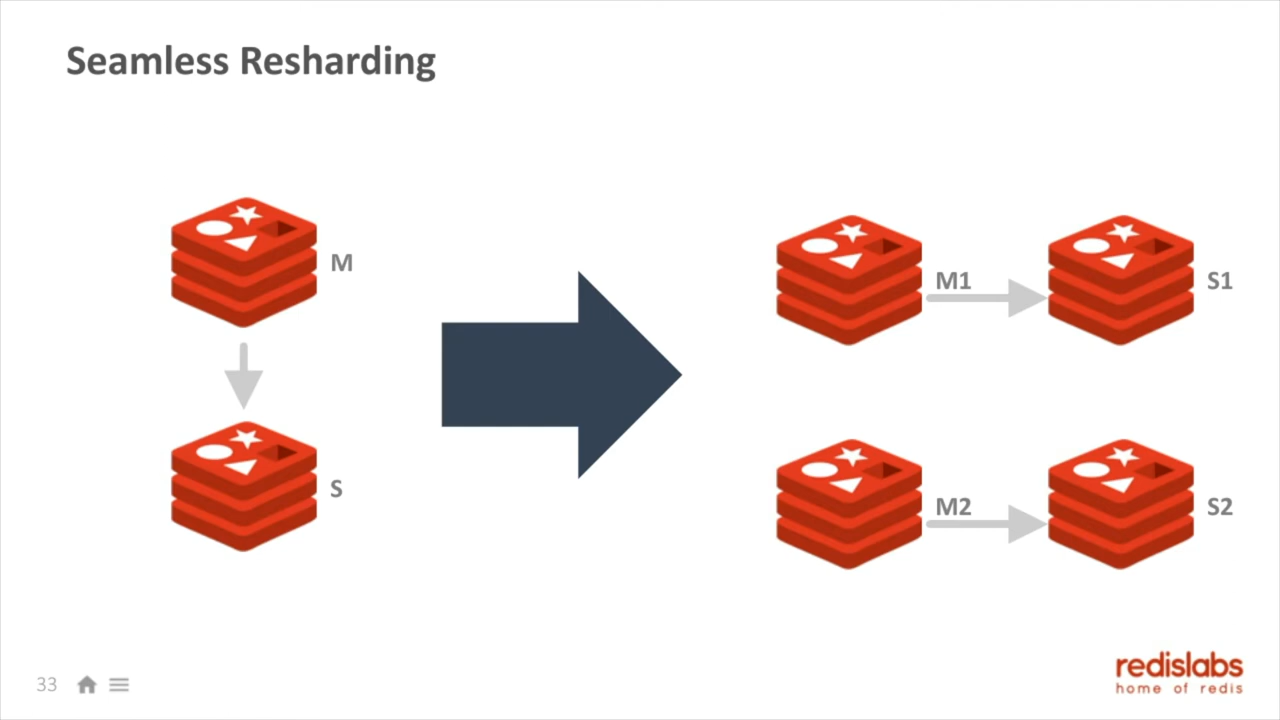 Seamless Resharding
M
S
M1
S1
M2
S2
33
redislabs
home of redis